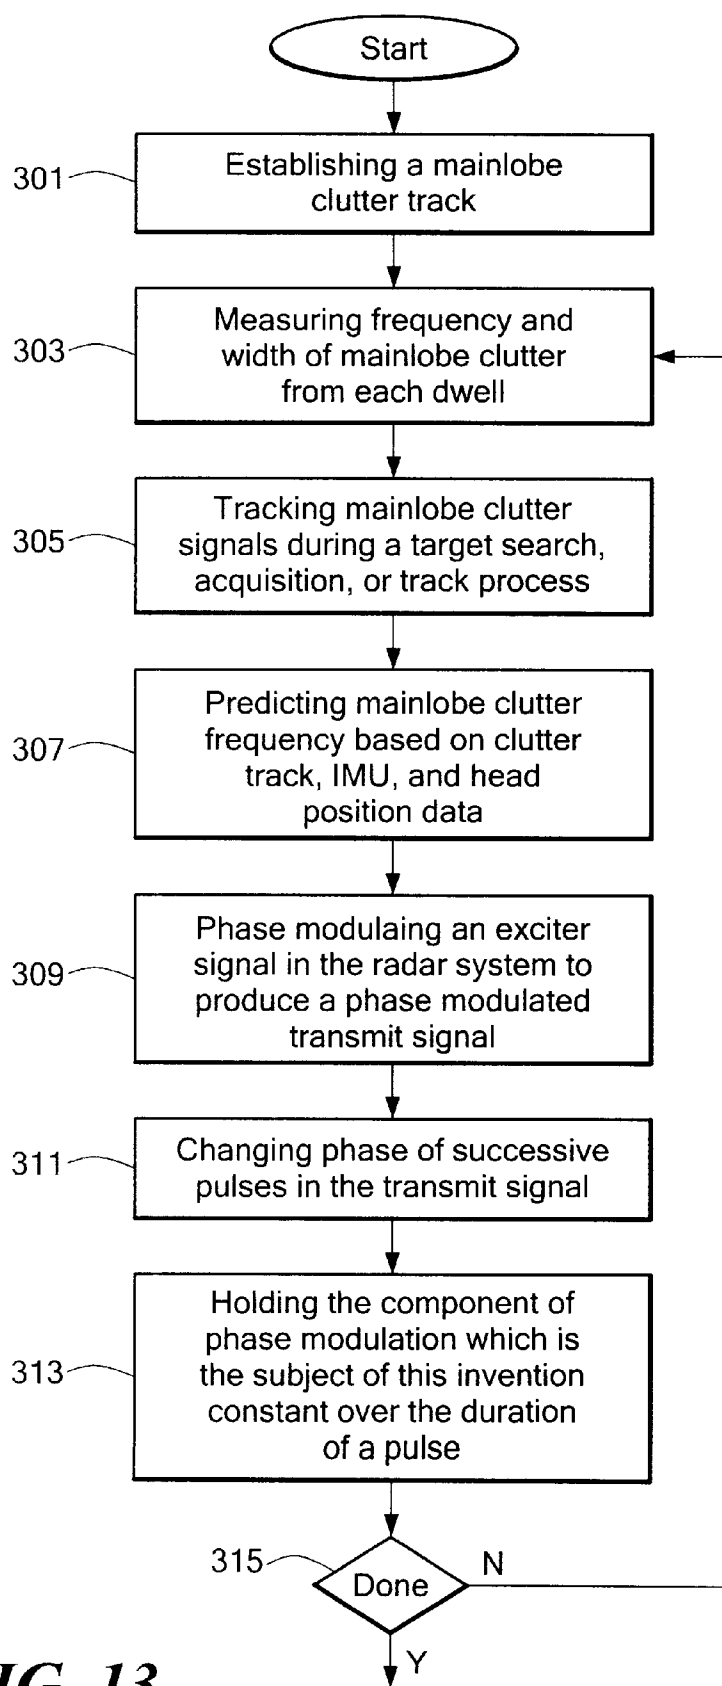 Start
301
Establishing a mainlobe
clutter track
303
Measuring frequency and
width of mainlobe clutter
from each dwell
305
Tracking mainlobe clutter
signals during a target search,
acquisition, or track process
307
Predicting mainlobe clutter
frequency based on clutter
track, IMU, and head
position data
309
Phase modulaing an exciter
signal in the radar system to
produce a phase modulated
transmit signal
311
Changing phase of successive
pulses in the transmit signal
313
Holding the component of
phase modulation which is
the subject of this invention
constant over the duration
of a pulse
315
Done
N
Y
IG. 13